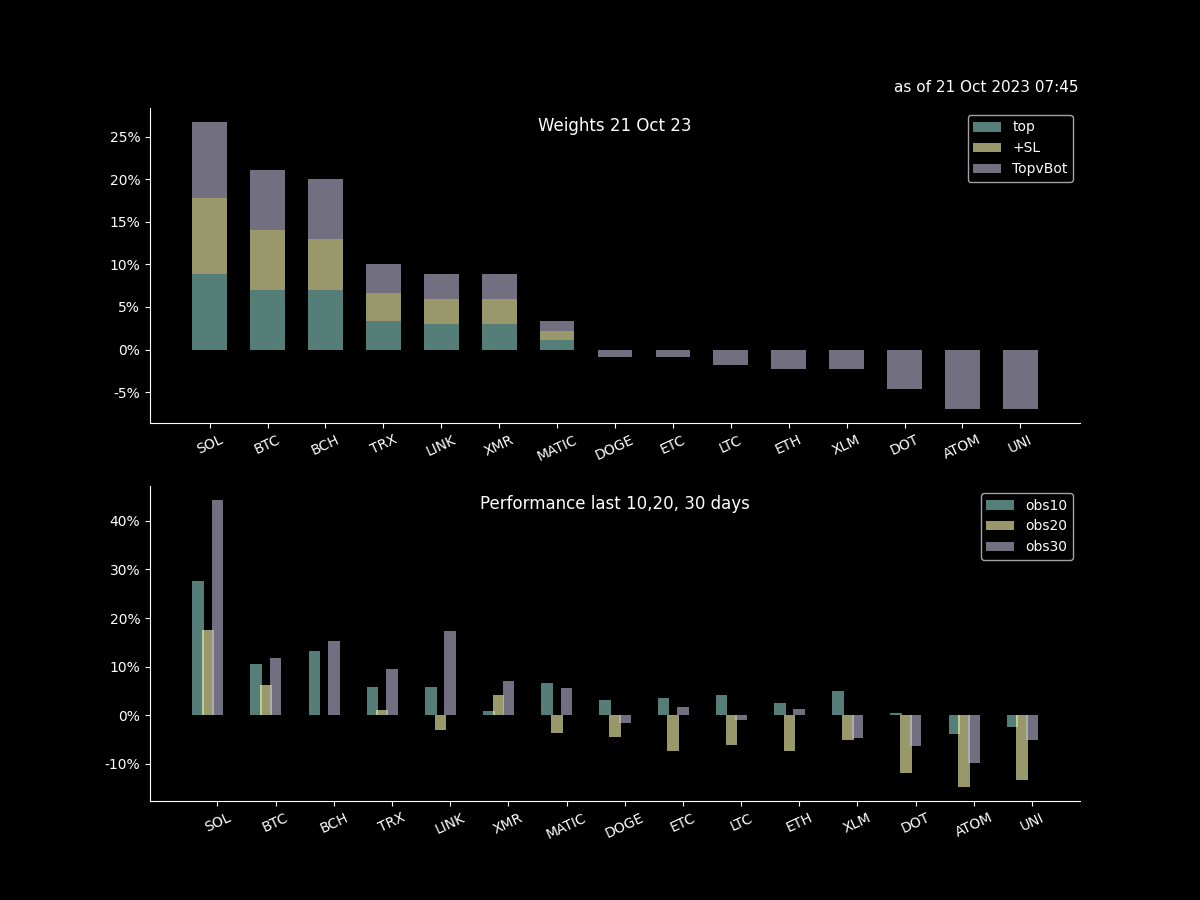 as of 21 Oct 2023 07:45
Weights 21 Oct 23
top
+SL
TopvBot
25%
20%
15%
10%
5%
0%
-5%
SOL BTC BCH TRX LINK XMR MATIC DOGE ETC LTC ETH XLM DOT ATOM UNI
Performance last 10,20, 30 days
obs10
obs20
obs30
40%
30%
20%
10%
0%
-10%
SOL BTC BCH TRX LINK XMR MATIC DOGE ETC LTC ETH XLM DOT ATOM UNI